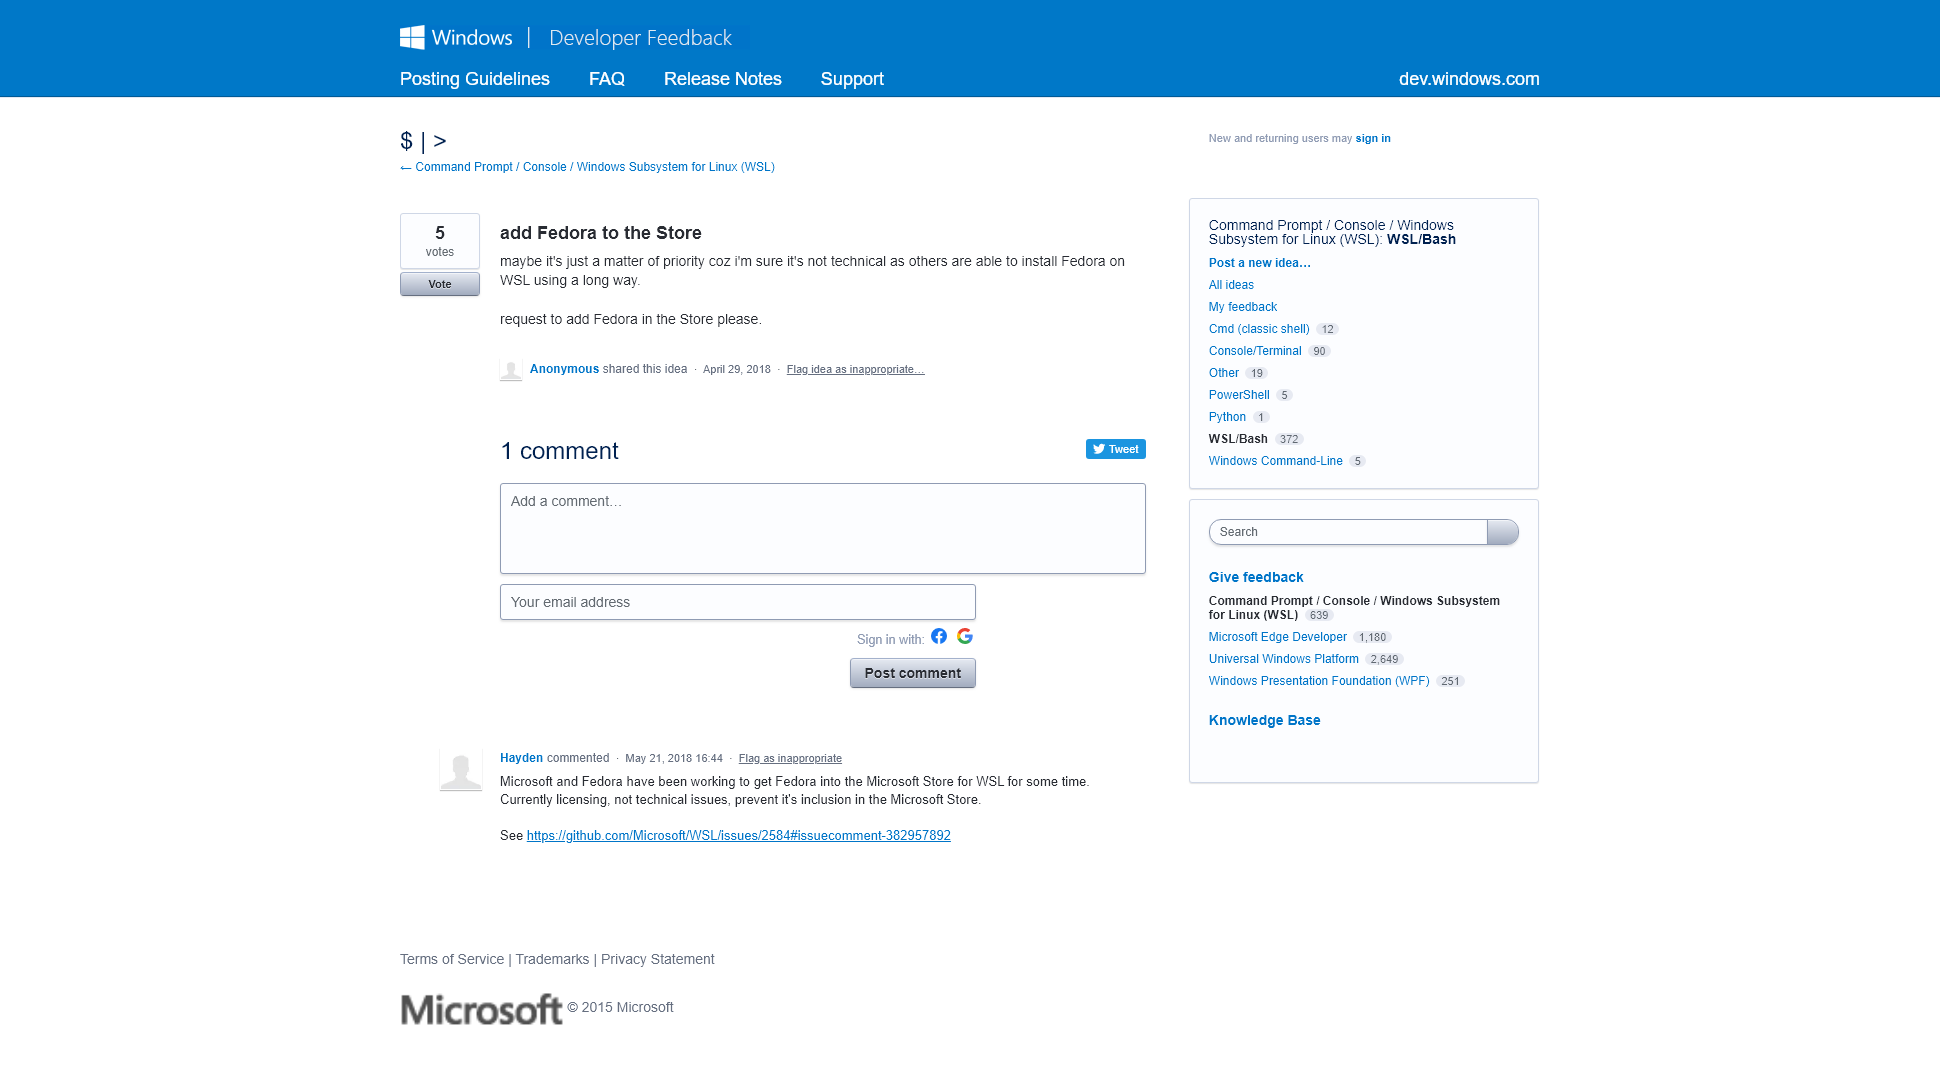 Windows | Developer Feedback
Posting Guidelines FAQ Release Notes Support dev.windows.com
$ | >
← Command Prompt / Console / Windows Subsystem for Linux (WSL)
5
votes
Vote
add Fedora to the Store
maybe it's just a matter of priority coz i'm sure it's not technical as others are able to install Fedora on
WSL using a long way.
request to add Fedora in the Store please.
Anonymous shared this idea · April 29, 2018 · Flag idea as inappropriate…
1 comment
Tweet
Add a comment…
Your email address
Sign in with:
Post comment
Hayden commented · May 21, 2018 16:44 · Flag as inappropriate
Microsoft and Fedora have been working to get Fedora into the Microsoft Store for WSL for some time.
Currently licensing, not technical issues, prevent it's inclusion in the Microsoft Store.
See https://github.com/Microsoft/WSL/issues/2584#issuecomment-382957892
New and returning users may sign in
Command Prompt / Console / Windows
Subsystem for Linux (WSL): WSL/Bash
Post a new idea…
All ideas
My feedback
Cmd (classic shell) 12
Console/Terminal 90
Other 19
PowerShell 5
Python 1
WSL/Bash 372
Windows Command-Line 5
Search
Give feedback
Command Prompt / Console / Windows Subsystem
for Linux (WSL) 639
Microsoft Edge Developer 1,180
Universal Windows Platform 2,649
Windows Presentation Foundation (WPF) 251
Knowledge Base
Terms of Service | Trademarks | Privacy Statement
Microsoft © 2015 Microsoft